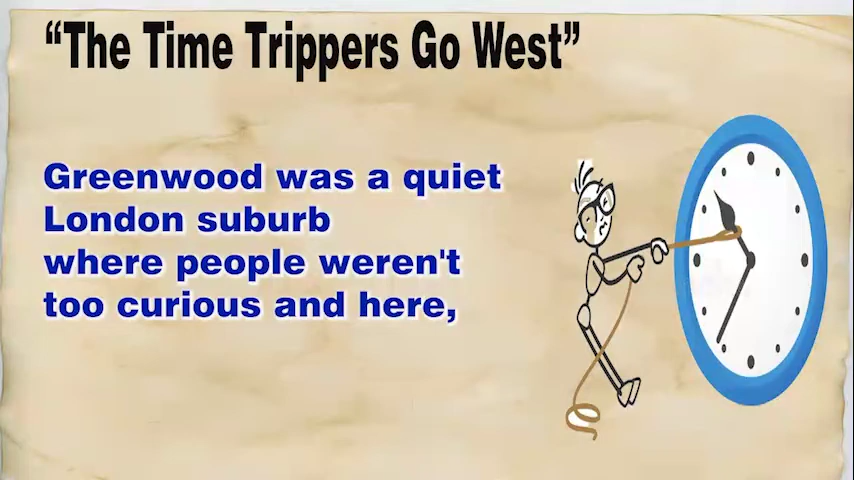 “The Time Trippers Go West”
Greenwood was a quiet
London suburb
where people weren't
too curious and here,